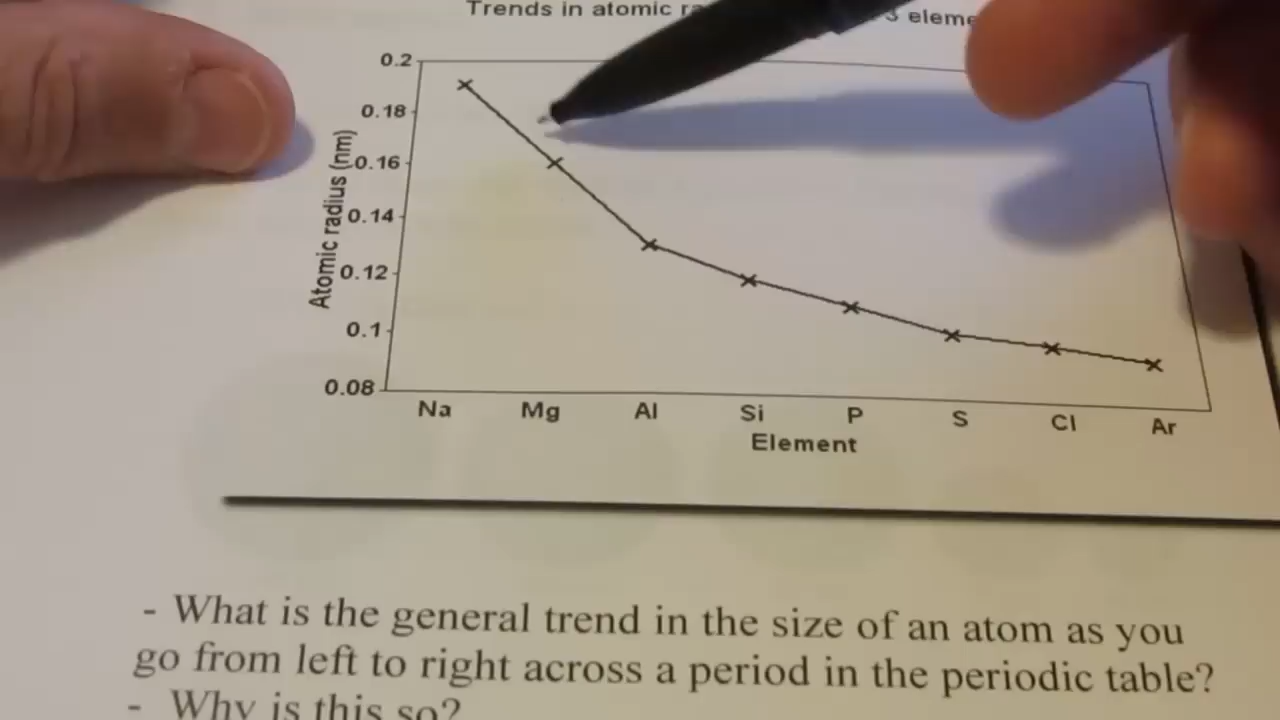 Trends in atomic
3
0.2
0.18
0.16
0.14
0.12
0.1
0.08
Atomic radius (nm)
Na Mg Al Si P S Cl Ar
Element
- What is the general trend in the size of an atom as you
go from left to right across a period in the periodic table?
- Why is this so?